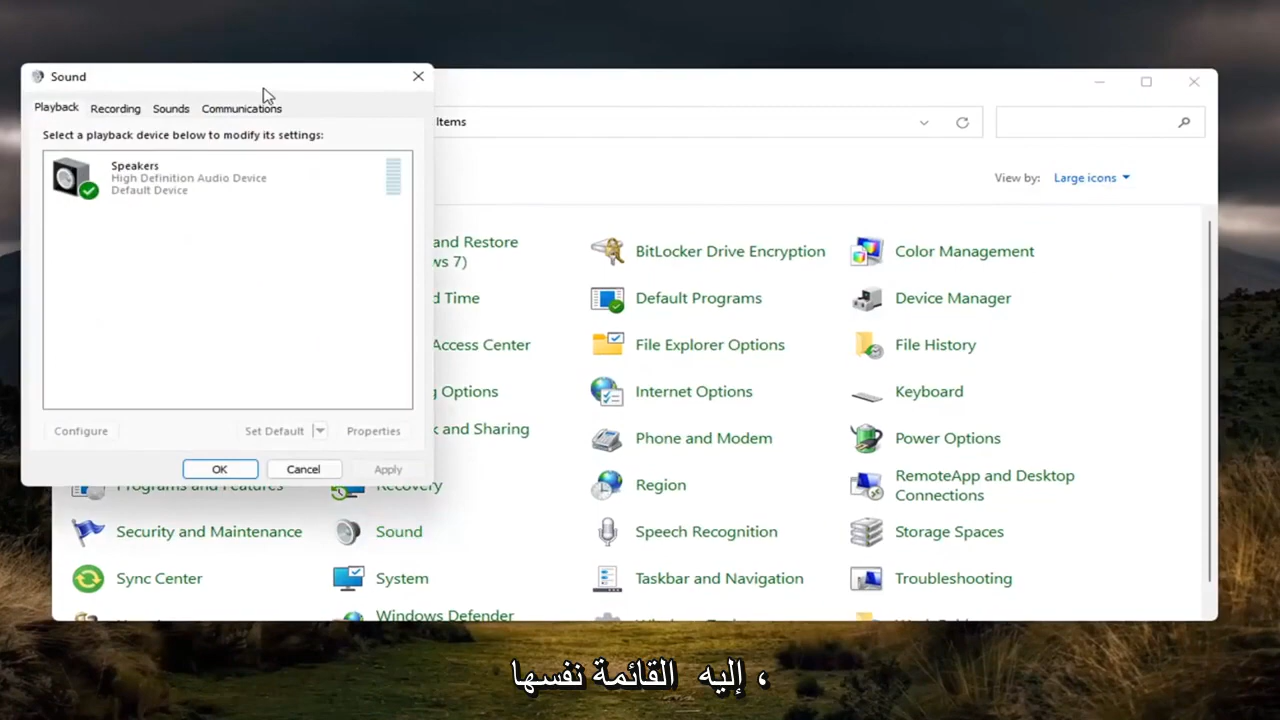 Sound
Playback
Recording
Sounds
Communications
Select a playback device below to modify its settings:
Speakers
High Definition Audio Device
Default Device
Configure
Set Default
Properties
OK
Cancel
Apply
Items
View by:
Large icons
and Restore
ws 7)
BitLocker Drive Encryption
Color Management
d Time
Default Programs
Device Manager
Access Center
File Explorer Options
File History
g Options
Internet Options
Keyboard
k and Sharing
Phone and Modem
Power Options
Programs and Features
Recovery
Region
RemoteApp and Desktop
Connections
Security and Maintenance
Sound
Speech Recognition
Storage Spaces
Sync Center
System
Taskbar and Navigation
Troubleshooting
Windows Defender
إليه القائمة نفسها ،